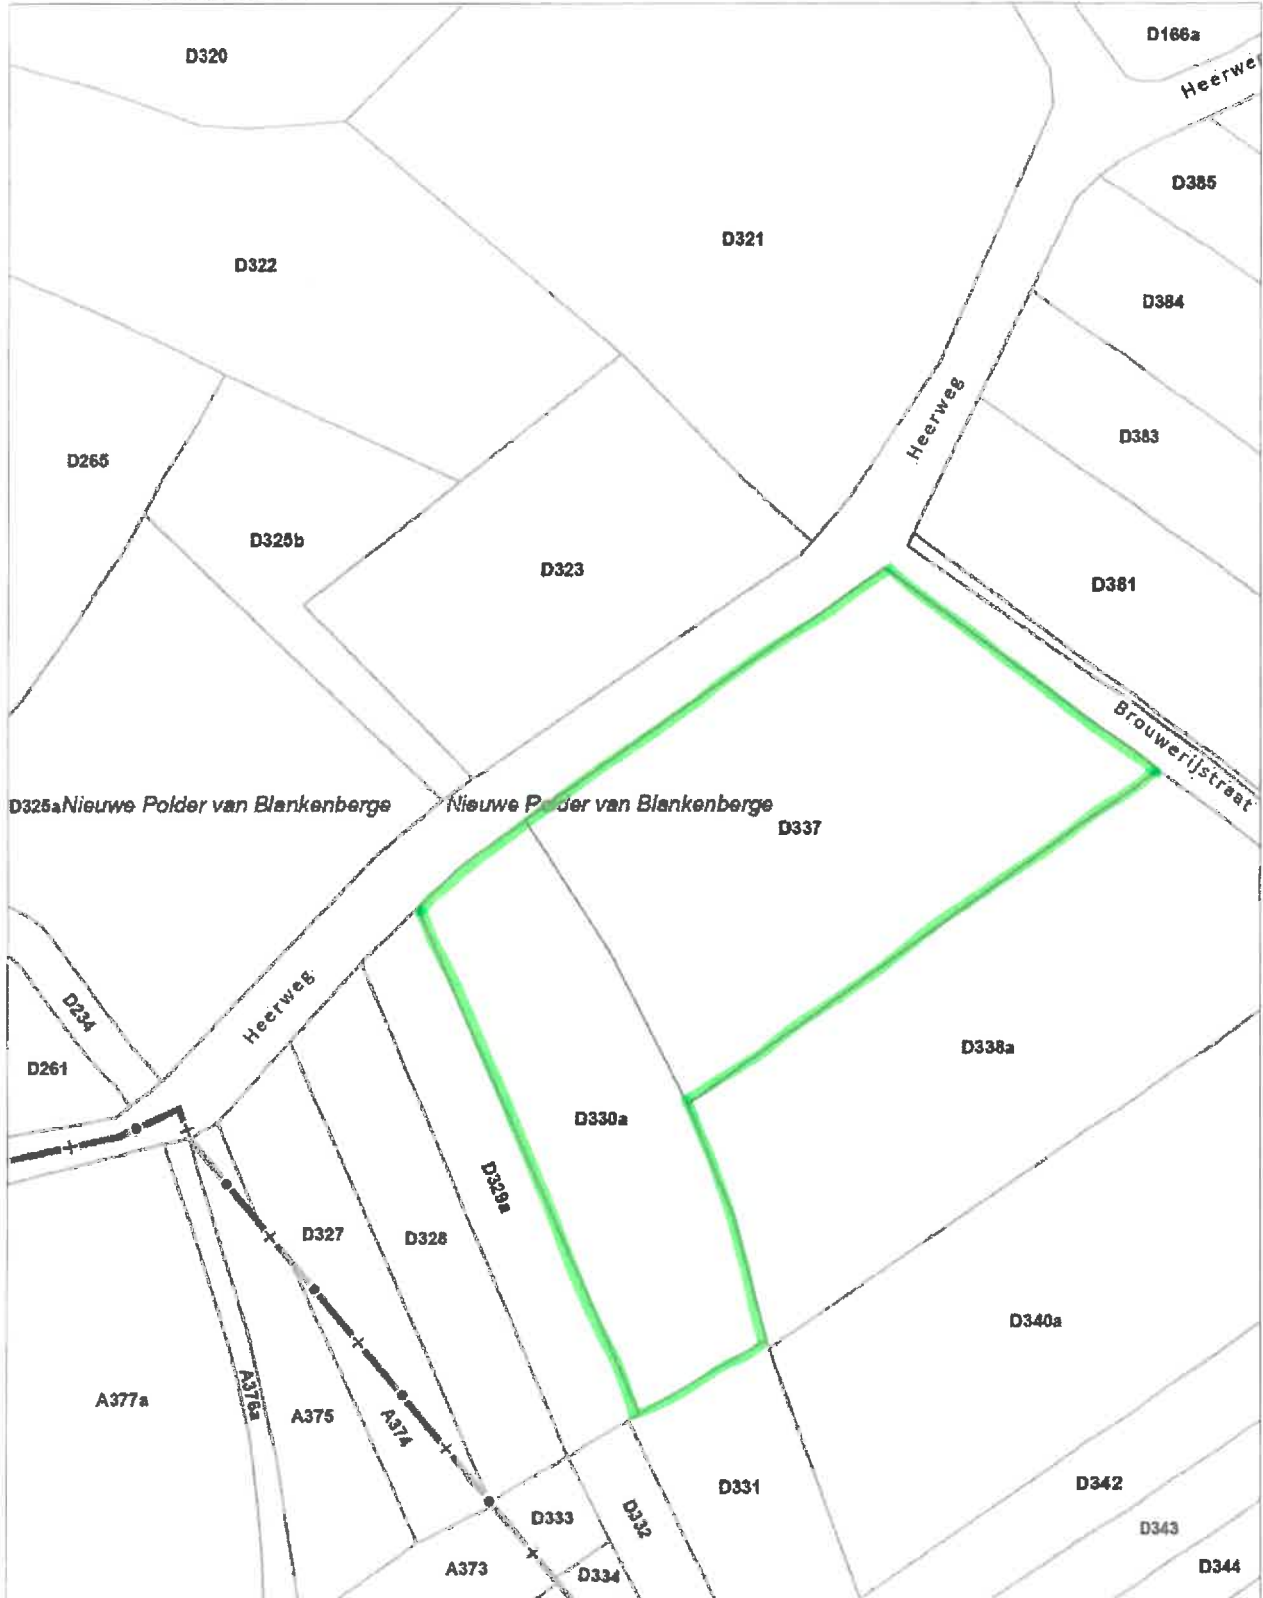 D320
D166a
Heerweg
D385
D321
D322
D384
Heerweg
D383
D265
D325b
D323
D381
Brouwerijstraat
D325a Nieuwe Polder van Blankenberge
Nieuwe Polder van Blankenberge
D337
D234
Heerweg
D261
D338a
D330a
D329a
D327
D328
D340a
A377a
A376a
A375
A374
D331
D342
D333
D332
D343
A373
D334
D344